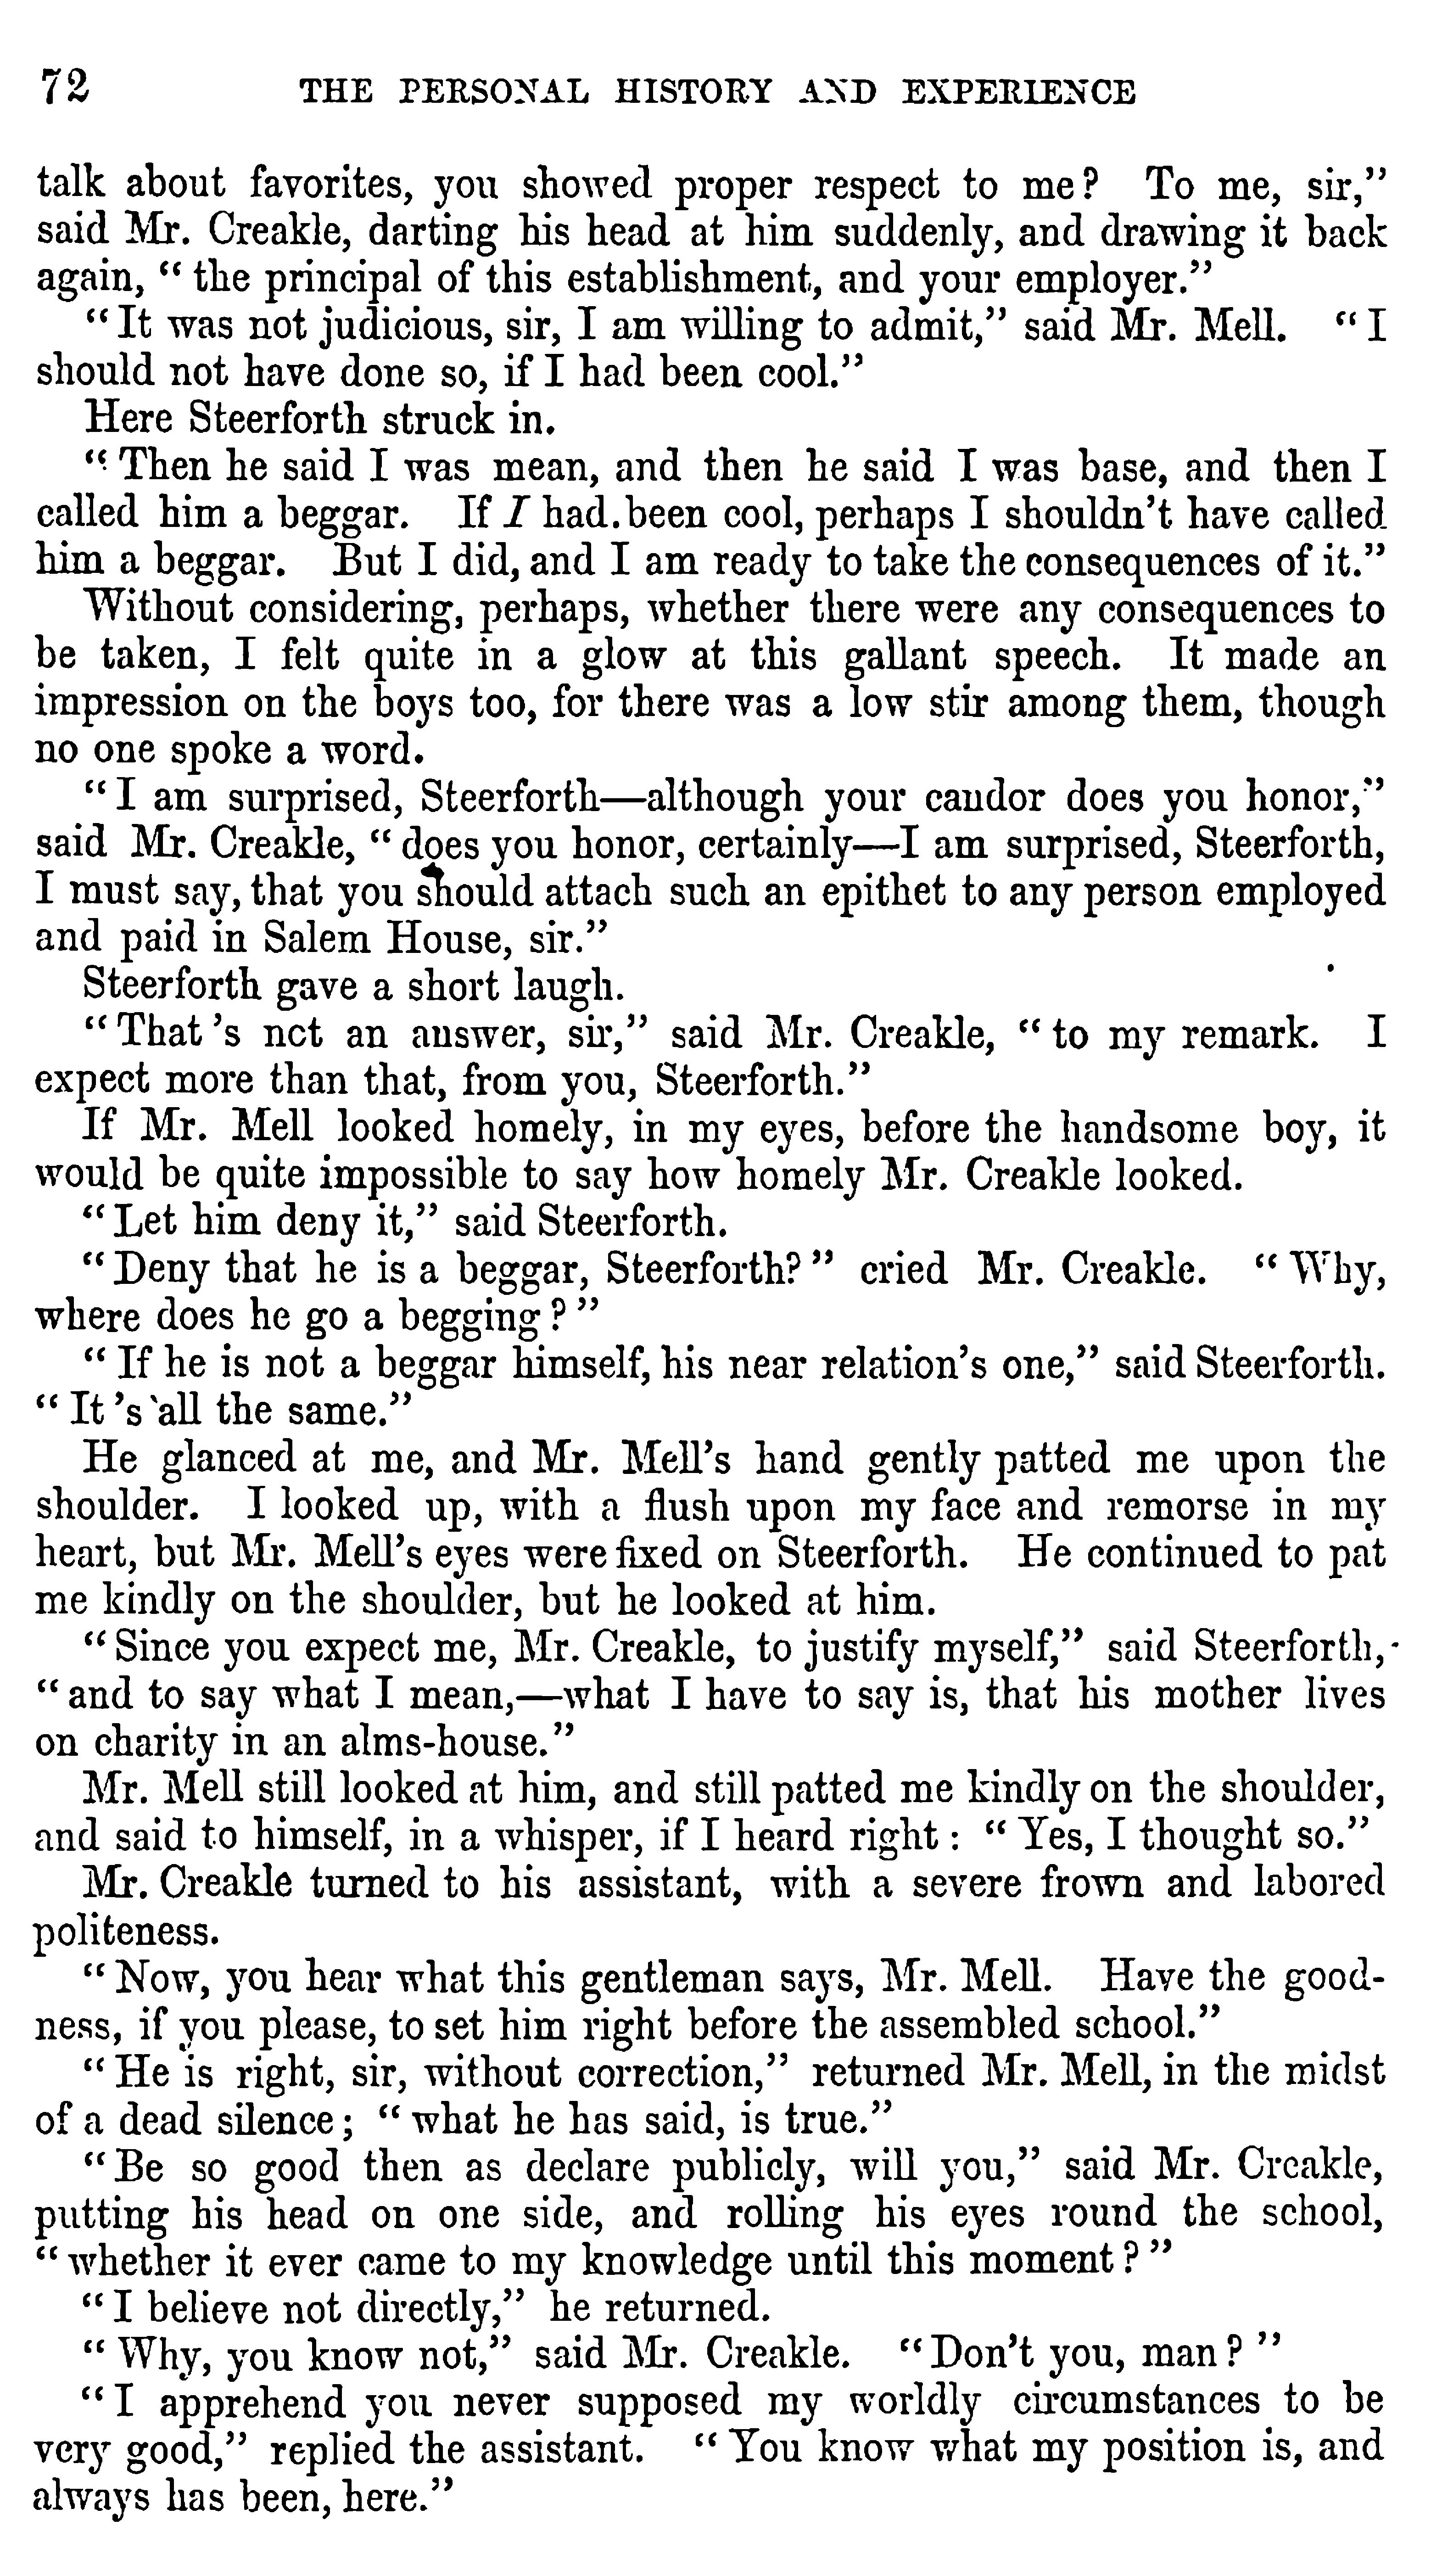 72 THE PERSONAL HISTORY AND EXPERIENCE
talk about favorites, you showed proper respect to me? To me, sir,”
said Mr. Creakle, darting his head at him suddenly, and drawing it back
again, “the principal of this establishment, and your employer.”
“It was not judicious, sir, I am willing to admit,” said Mr. Mell. “I
should not have done so, if I had been cool.”
Here Steerforth struck in.
“Then he said I was mean, and then he said I was base, and then I
called him a beggar. If I had been cool, perhaps I shouldn’t have called
him a beggar. But I did, and I am ready to take the consequences of it.”
Without considering, perhaps, whether there were any consequences to
be taken, I felt quite in a glow at this gallant speech. It made an
impression on the boys too, for there was a low stir among them, though
no one spoke a word.
“I am surprised, Steerforth—although your candor does you honor,”
said Mr. Creakle, “does you honor, certainly—I am surprised, Steerforth,
I must say, that you should attach such an epithet to any person employed
and paid in Salem House, sir.”
Steerforth gave a short laugh.
“That ’s not an answer, sir,” said Mr. Creakle, “to my remark. I
expect more than that, from you, Steerforth.”
If Mr. Mell looked homely, in my eyes, before the handsome boy, it
would be quite impossible to say how homely Mr. Creakle looked.
“Let him deny it,” said Steerforth.
“Deny that he is a beggar, Steerforth?” cried Mr. Creakle. “Why,
where does he go a begging?”
“If he is not a beggar himself, his near relation’s one,” said Steerforth.
“It ’s all the same.”
He glanced at me, and Mr. Mell’s hand gently patted me upon the
shoulder. I looked up, with a flush upon my face and remorse in my
heart, but Mr. Mell’s eyes were fixed on Steerforth. He continued to pat
me kindly on the shoulder, but he looked at him.
“Since you expect me, Mr. Creakle, to justify myself,” said Steerforth,
“and to say what I mean,—what I have to say is, that his mother lives
on charity in an alms-house.”
Mr. Mell still looked at him, and still patted me kindly on the shoulder,
and said to himself, in a whisper, if I heard right: “Yes, I thought so.”
Mr. Creakle turned to his assistant, with a severe frown and labored
politeness.
“Now, you hear what this gentleman says, Mr. Mell. Have the good-
ness, if you please, to set him right before the assembled school.”
“He is right, sir, without correction,” returned Mr. Mell, in the midst
of a dead silence; “what he has said, is true.”
“Be so good then as declare publicly, will you,” said Mr. Creakle,
putting his head on one side, and rolling his eyes round the school,
“whether it ever came to my knowledge until this moment?”
“I believe not directly,” he returned.
“Why, you know not,” said Mr. Creakle. “Don’t you, man?”
“I apprehend you never supposed my worldly circumstances to be
very good,” replied the assistant. “You know what my position is, and
always has been, here.”